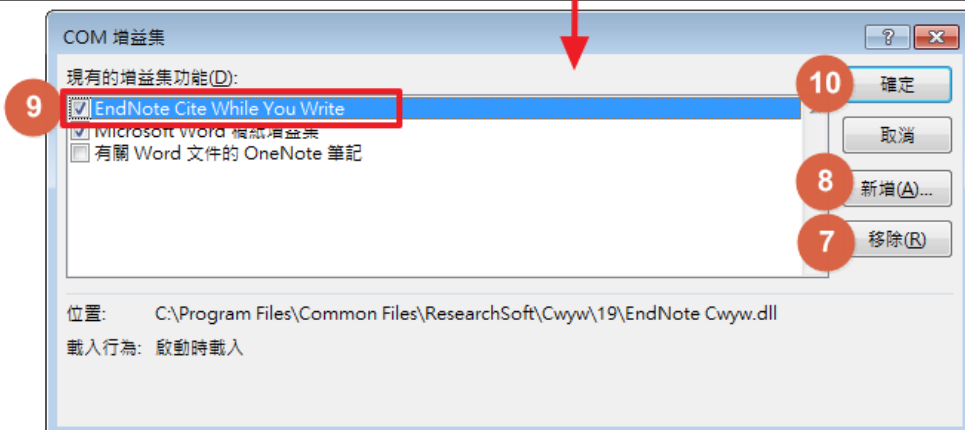 COM 增益集
現有的增益集功能(D):
10
確定
9
EndNote Cite While You Write
Microsoft Word 稿紙增益集
取消
有關 Word 文件的 OneNote 筆記
8
新增(A)...
7
移除(R)
位置: C:\Program Files\Common Files\ResearchSoft\Cwyw\19\EndNote Cwyw.dll
載入行為: 啟動時載入